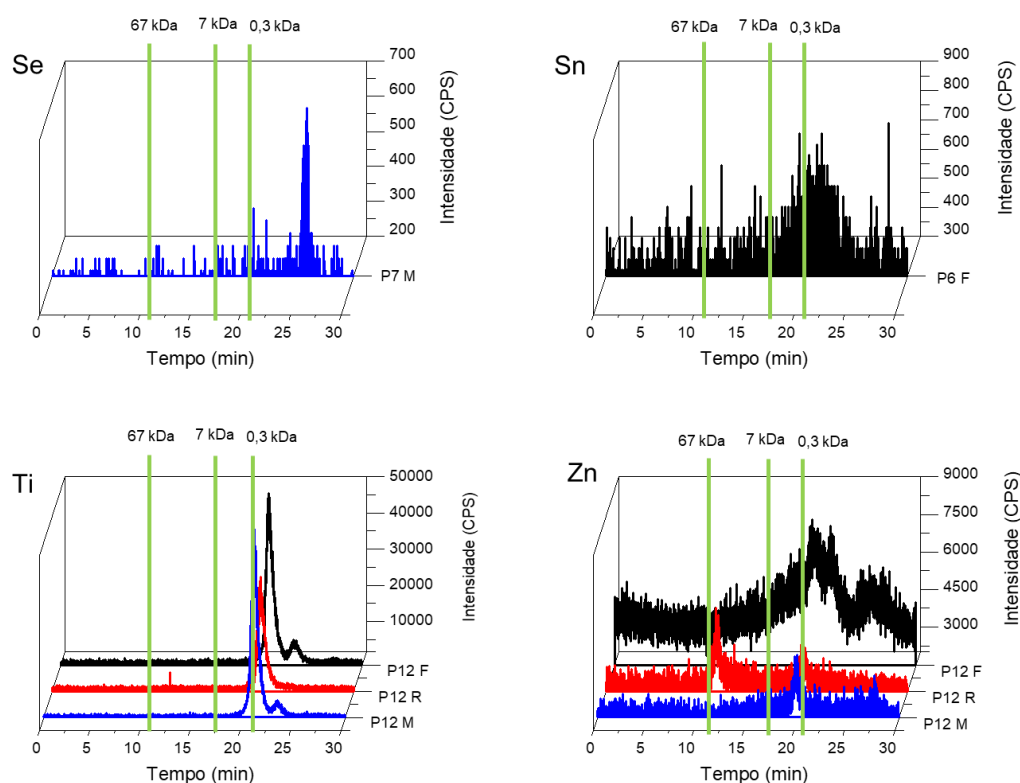 67 kDa 7 kDa 0,3 kDa
Se
700
600
500
400
300
200
Intensidade (CPS)
P7 M
0 5 10 15 20 25 30
Tempo (min)
67 kDa 7 kDa 0,3 kDa
Sn
900
800
700
600
500
400
300
Intensidade (CPS)
P6 F
0 5 10 15 20 25 30
Tempo (min)
67 kDa 7 kDa 0,3 kDa
Ti
50000
40000
30000
20000
10000
Intensidade (CPS)
P12 F
P12 R
P12 M
0 5 10 15 20 25 30
Tempo (min)
67 kDa 7 kDa 0,3 kDa
Zn
9000
7500
6000
4500
3000
Intensidade (CPS)
P12 F
P12 R
P12 M
0 5 10 15 20 25 30
Tempo (min)